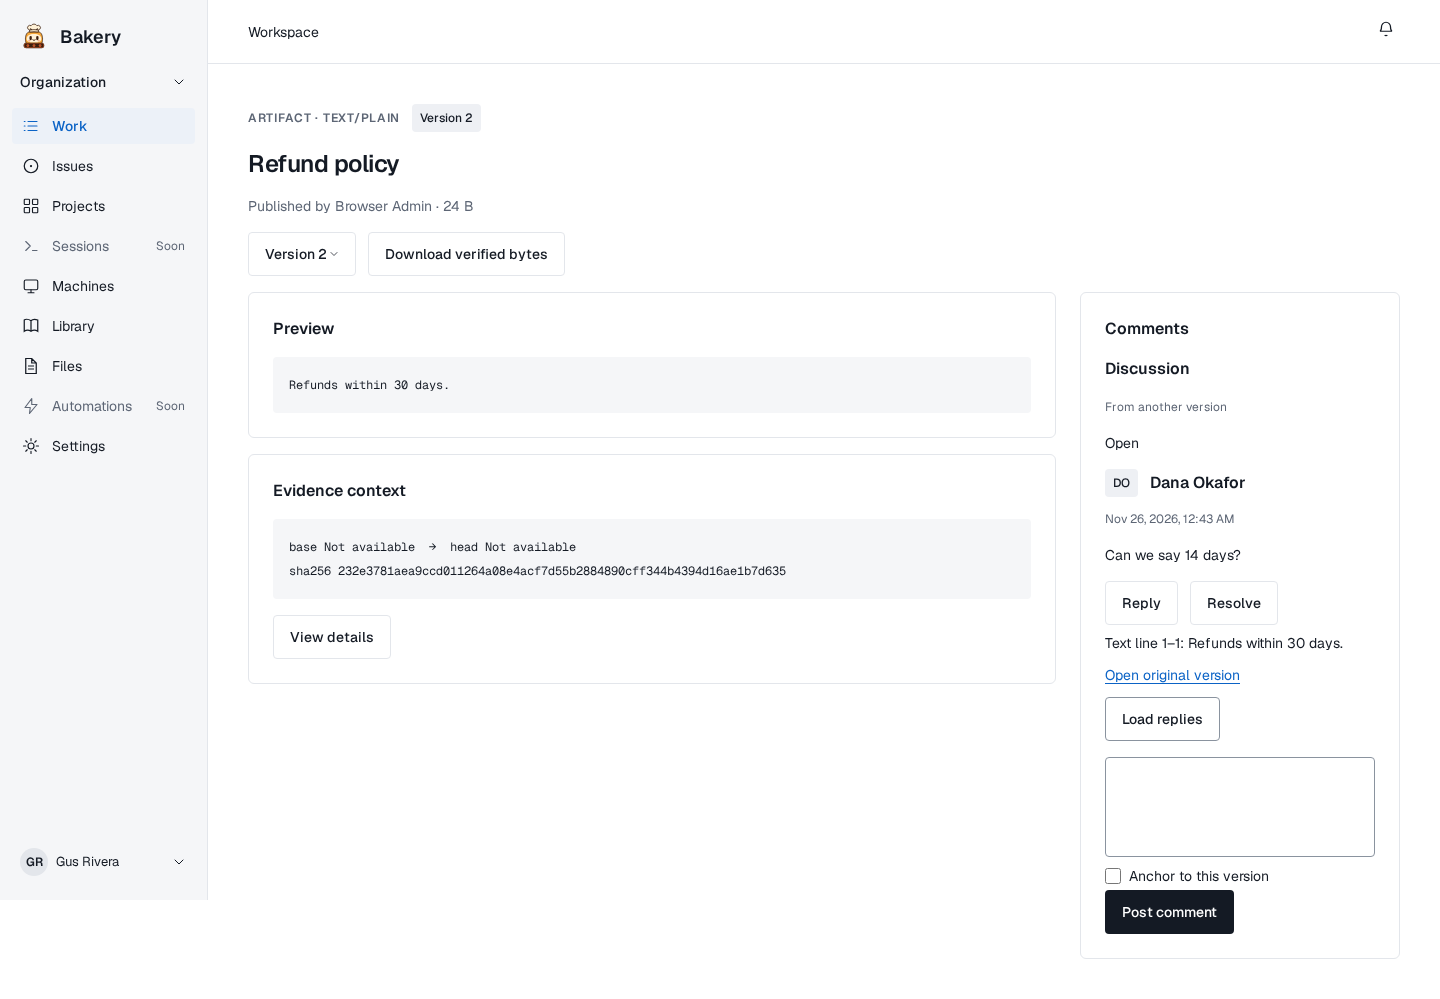 Bakery
Organization
Work
Issues
Projects
Sessions Soon
Machines
Library
Files
Automations Soon
Settings
GR Gus Rivera
Workspace
ARTIFACT · TEXT/PLAIN Version 2
Refund policy
Published by Browser Admin · 24 B
Version 2 Download verified bytes
Preview
Refunds within 30 days.
Evidence context
base Not available → head Not available
sha256 232e3781aea9ccd011264a08e4acf7d55b2884890cff344b4394d16ae1b7d635
View details
Comments
Discussion
From another version
Open
DO Dana Okafor
Nov 26, 2026, 12:43 AM
Can we say 14 days?
Reply Resolve
Text line 1–1: Refunds within 30 days.
Open original version
Load replies
Anchor to this version
Post comment